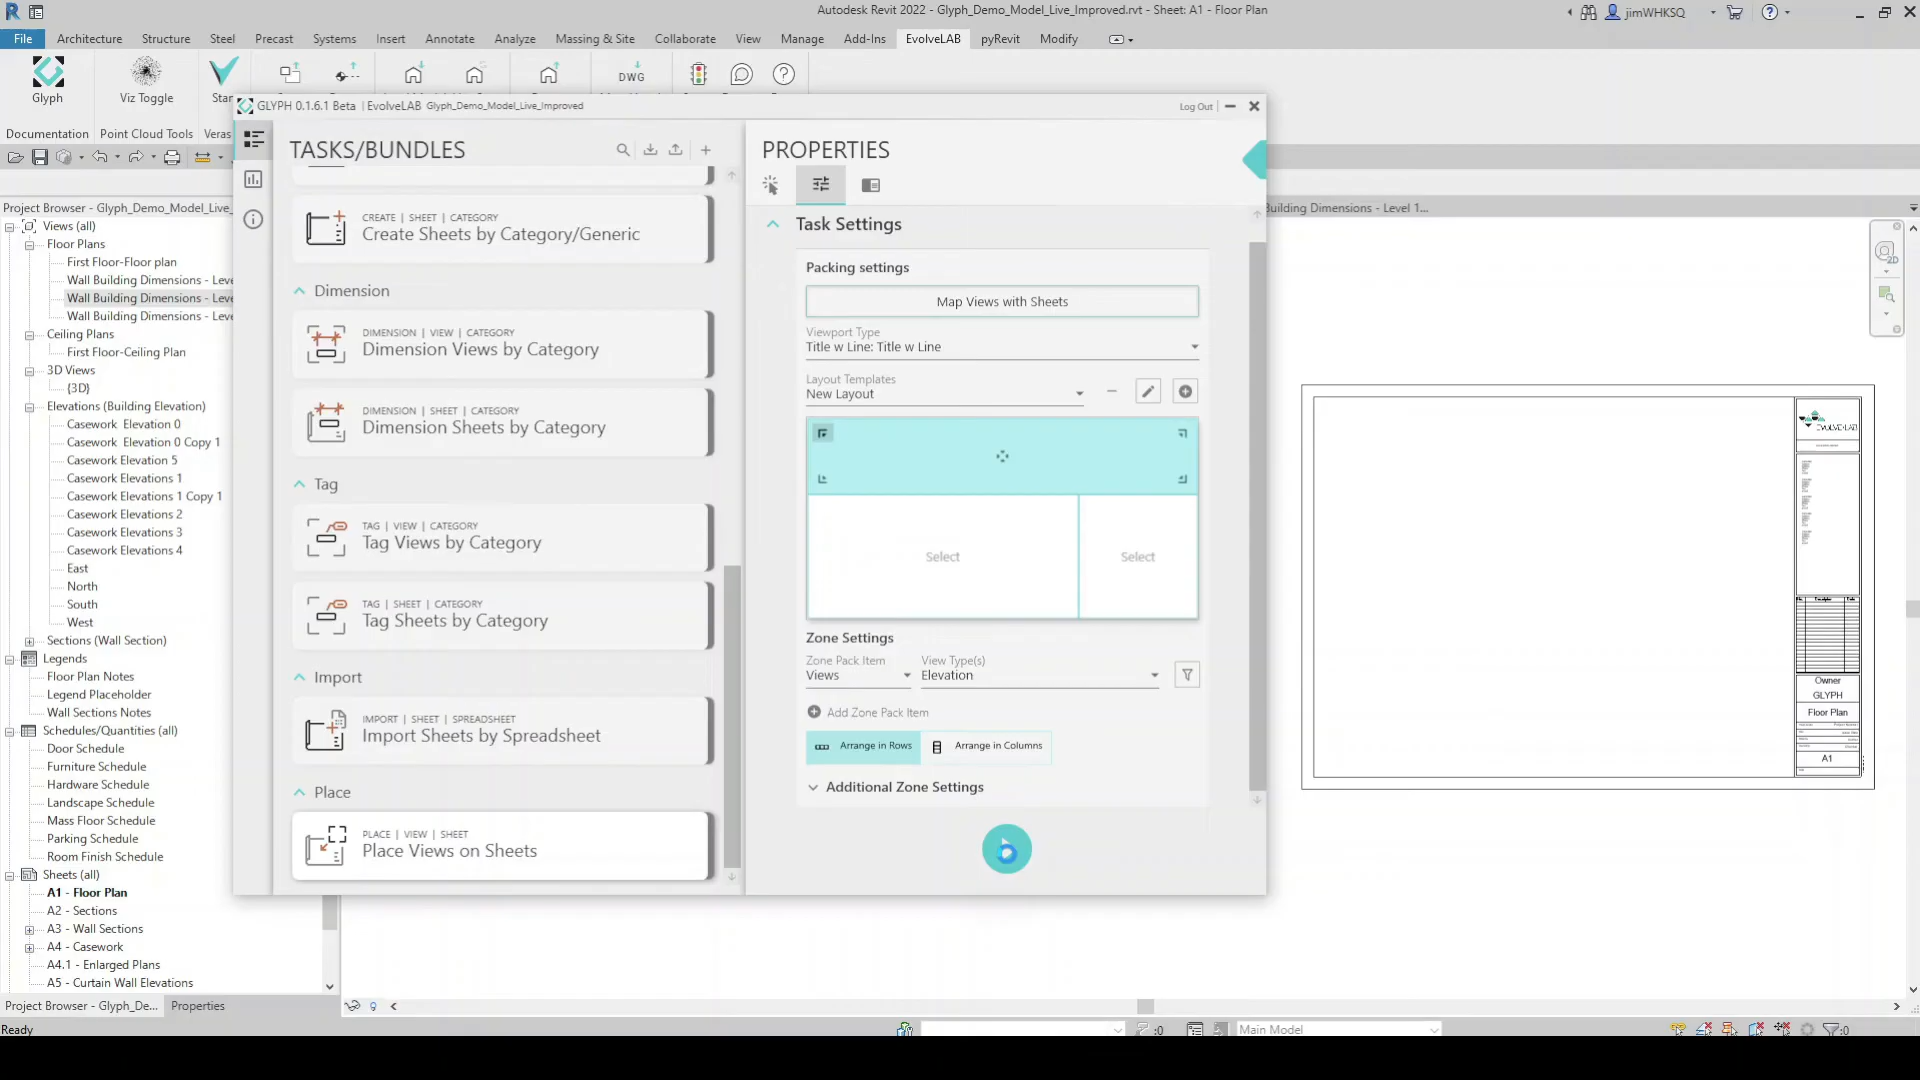 Autodesk Revit 2022 - Glyph_Demo_Model_Live_Improved.rvt - Sheet: A1 - Floor Plan
jimWHKSQ
File Architecture Structure Steel Precast Systems Insert Annotate Analyze Massing & Site Collaborate View Manage Add-Ins EvolveLAB pyRevit Modify
Glyph Viz Toggle DWG
Documentation Point Cloud Tools Veras
GLYPH 0.1.6.1 Beta | EvolveLAB Glyph_Demo_Model_Live_Improved
Log Out
TASKS/BUNDLES
CREATE | SHEET | CATEGORY
Create Sheets by Category/Generic
Dimension
DIMENSION | VIEW | CATEGORY
Dimension Views by Category
DIMENSION | SHEET | CATEGORY
Dimension Sheets by Category
Tag
TAG | VIEW | CATEGORY
Tag Views by Category
TAG | SHEET | CATEGORY
Tag Sheets by Category
Import
IMPORT | SHEET | SPREADSHEET
Import Sheets by Spreadsheet
Place
PLACE | VIEW | SHEET
Place Views on Sheets
PROPERTIES
Task Settings
Packing settings
Map Views with Sheets
Viewport Type
Title w Line: Title w Line
Layout Templates
New Layout
Select
Select
Zone Settings
Zone Pack Item View Type(s)
Views Elevation
Add Zone Pack Item
Arrange in Rows Arrange in Columns
Additional Zone Settings
Project Browser - Glyph_Demo_Model_Live_
Views (all)
Floor Plans
First Floor-Floor plan
Wall Building Dimensions - Leve
Wall Building Dimensions - Leve
Wall Building Dimensions - Leve
Ceiling Plans
First Floor-Ceiling Plan
3D Views
{3D}
Elevations (Building Elevation)
Casework Elevation 0
Casework Elevation 0 Copy 1
Casework Elevation 5
Casework Elevations 1
Casework Elevations 1 Copy 1
Casework Elevations 2
Casework Elevations 3
Casework Elevations 4
East
North
South
West
Sections (Wall Section)
Legends
Floor Plan Notes
Legend Placeholder
Wall Sections Notes
Schedules/Quantities (all)
Door Schedule
Furniture Schedule
Hardware Schedule
Landscape Schedule
Mass Floor Schedule
Parking Schedule
Room Finish Schedule
Sheets (all)
A1 - Floor Plan
A2 - Sections
A3 - Wall Sections
A4 - Casework
A4.1 - Enlarged Plans
A5 - Curtain Wall Elevations
Project Browser - Glyph_De... Properties
Ready
:0
Main Model
:0
Building Dimensions - Level 1...
2D
EVOLVE LAB
Owner
GLYPH
Floor Plan
A1